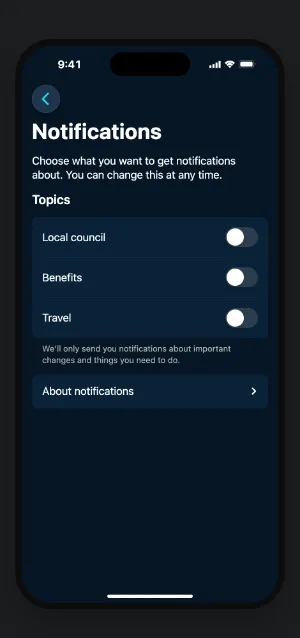 9:41
Notifications
Choose what you want to get notifications
about. You can change this at any time.
Topics
Local council
Benefits
Travel
We'll only send you notifications about important
changes and things you need to do.
About notifications